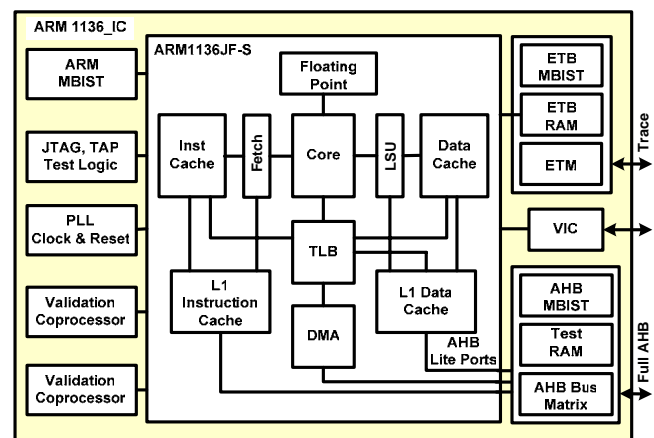 ARM 1136_IC
ARM
MBIST
JTAG, TAP
Test Logic
PLL
Clock & Reset
Validation
Coprocessor
Validation
Coprocessor
ARM1136JF-S
Floating
Point
Inst
Cache
Fetch
Core
LSU
Data
Cache
TLB
L1
Instruction
Cache
DMA
L1 Data
Cache
AHB
Lite Ports
ETB
MBIST
ETB
RAM
ETM
Trace
VIC
AHB
MBIST
Test
RAM
AHB Bus
Matrix
Full AHB